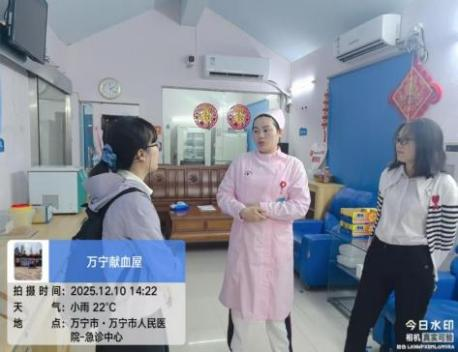 万宁献血屋
拍摄时间：2025.12.10 14:22
天　　气：小雨 22°C
地　　点：万宁市·万宁市人民医
院-急诊中心
今日水印
相机 真实可验